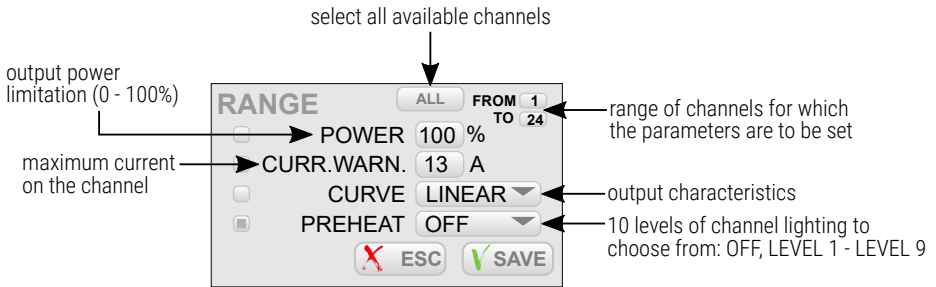 select all available channels
output power
limitation (0 - 100%)
RANGE
ALL
FROM 1
TO 24
range of channels for which
the parameters are to be set
POWER 100 %
maximum current
on the channel
CURR.WARN. 13 A
CURVE LINEAR
output characteristics
PREHEAT OFF
10 levels of channel lighting to
choose from: OFF, LEVEL 1 - LEVEL 9
ESC
SAVE